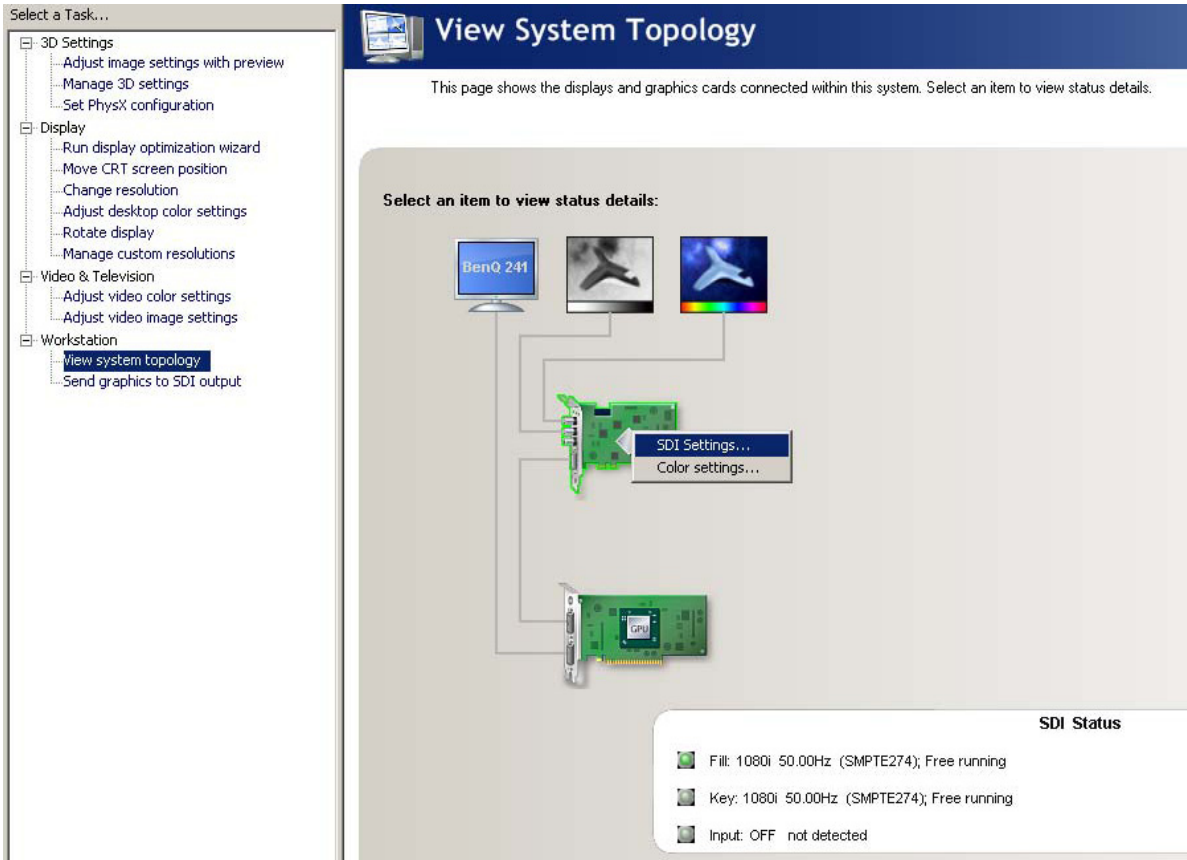 Select a Task...
3D Settings
Adjust image settings with preview
Manage 3D settings
Set PhysX configuration
Display
Run display optimization wizard
Move CRT screen position
Change resolution
Adjust desktop color settings
Rotate display
Manage custom resolutions
Video & Television
Adjust video color settings
Adjust video image settings
Workstation
View system topology
Send graphics to SDI output
View System Topology
This page shows the displays and graphics cards connected within this system. Select an item to view status details.
Select an item to view status details:
BenQ 241
SDI Settings...
Color settings...
GPU
SDI Status
Fill: 1080i 50.00Hz (SMPTE274); Free running
Key: 1080i 50.00Hz (SMPTE274); Free running
Input: OFF not detected